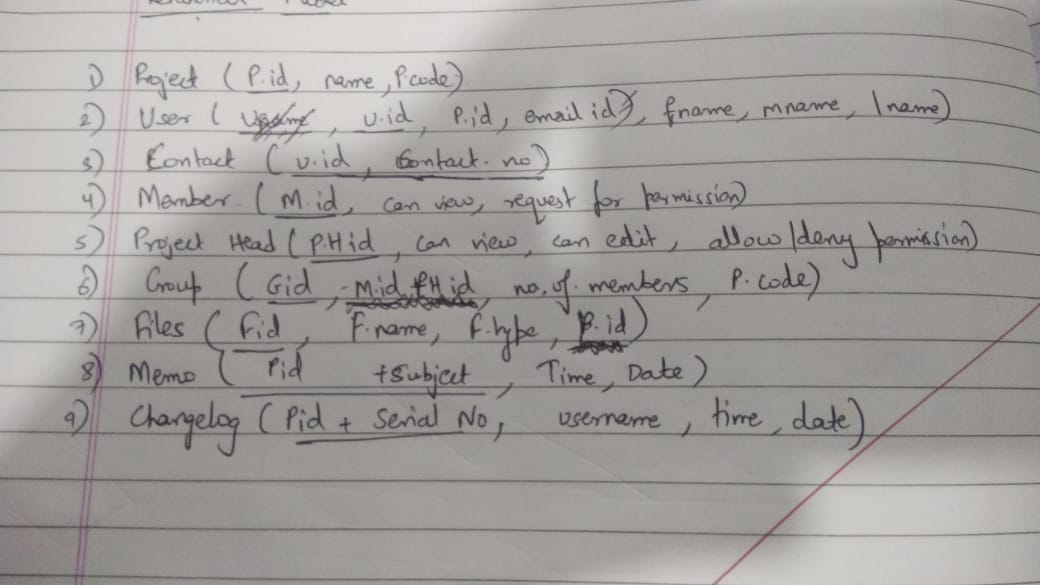 1) Project ( P.id, name, P.code)
2) User ( u.id, P.id, email id, fname, mname, lname)
3) Contact ( u.id, Contact. no)
4) Member ( M.id, can view, request for permission)
5) Project Head ( P.Hid, can view, can edit, allow/deny permission)
6) Group ( Gid, M.id, PH id, no. of. members, P. code)
7) Files ( Fid, F.name, F.type, P.id)
8) Memo ( Pid +Subject, Time, Date)
9) Changelog ( Pid + Serial No, username, time, date)